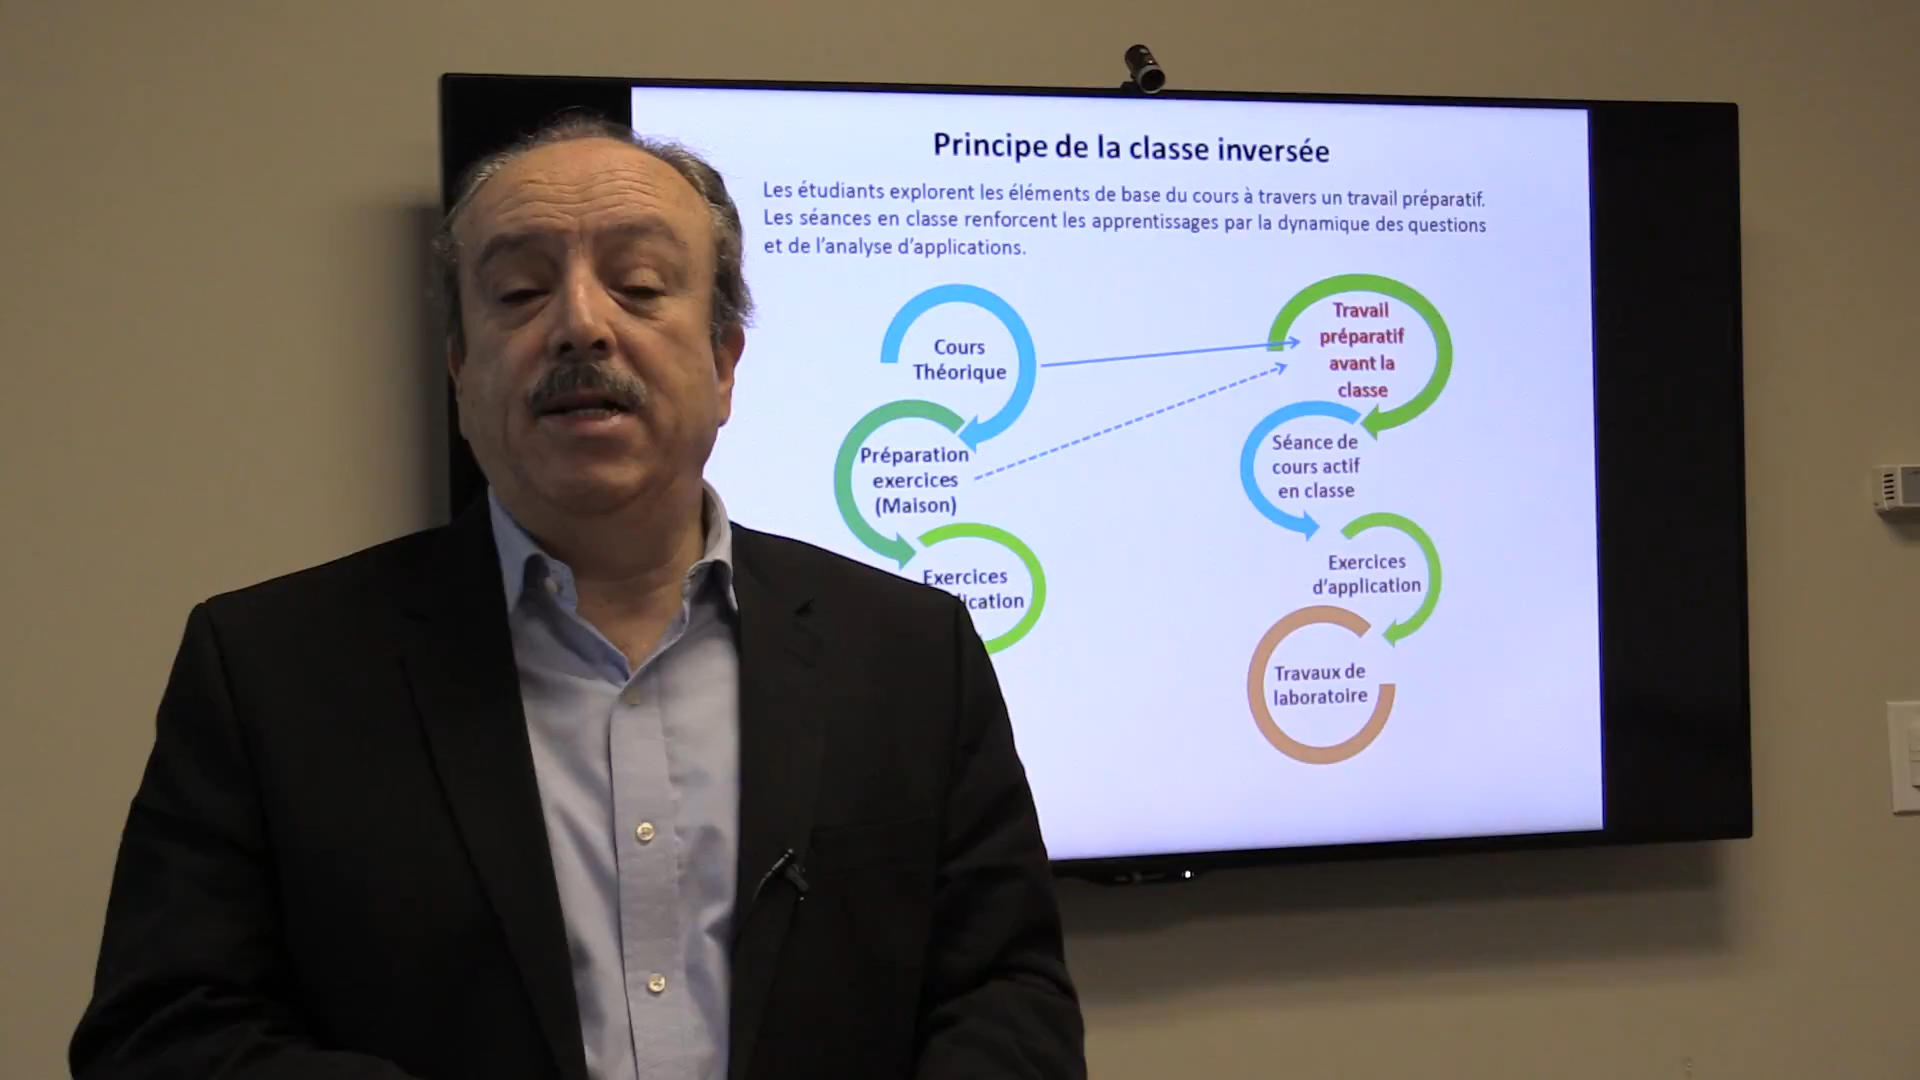 Principe de la classe inversée
Les étudiants explorent les éléments de base du cours à travers un travail préparatif.
Les séances en classe renforcent les apprentissages par la dynamique des questions
et de l'analyse d'applications.
Cours
Théorique
Préparation
exercices
(Maison)
Exercices
Travail
préparatif
avant la
classe
Séance de
cours actif
en classe
Exercices
d'application
Travaux de
laboratoire